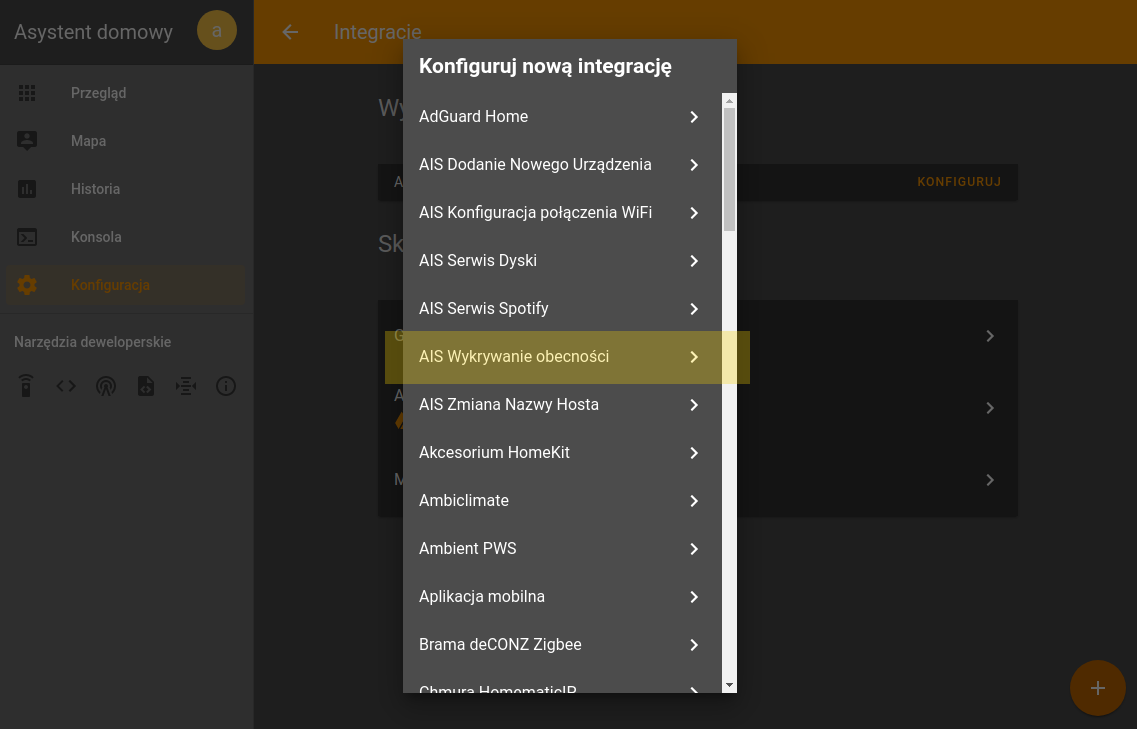 Asystent domowy
a
Integracje
Przegląd
Mapa
Historia
Konsola
Konfiguracja
Narzędzia deweloperskie
Wy
A
KONFIGURUJ
Sk
G
A
M
Konfiguruj nową integrację
AdGuard Home
AIS Dodanie Nowego Urządzenia
AIS Konfiguracja połączenia WiFi
AIS Serwis Dyski
AIS Serwis Spotify
AIS Wykrywanie obecności
AIS Zmiana Nazwy Hosta
Akcesorium HomeKit
Ambiclimate
Ambient PWS
Aplikacja mobilna
Brama deCONZ Zigbee
Chmura HomematicIP